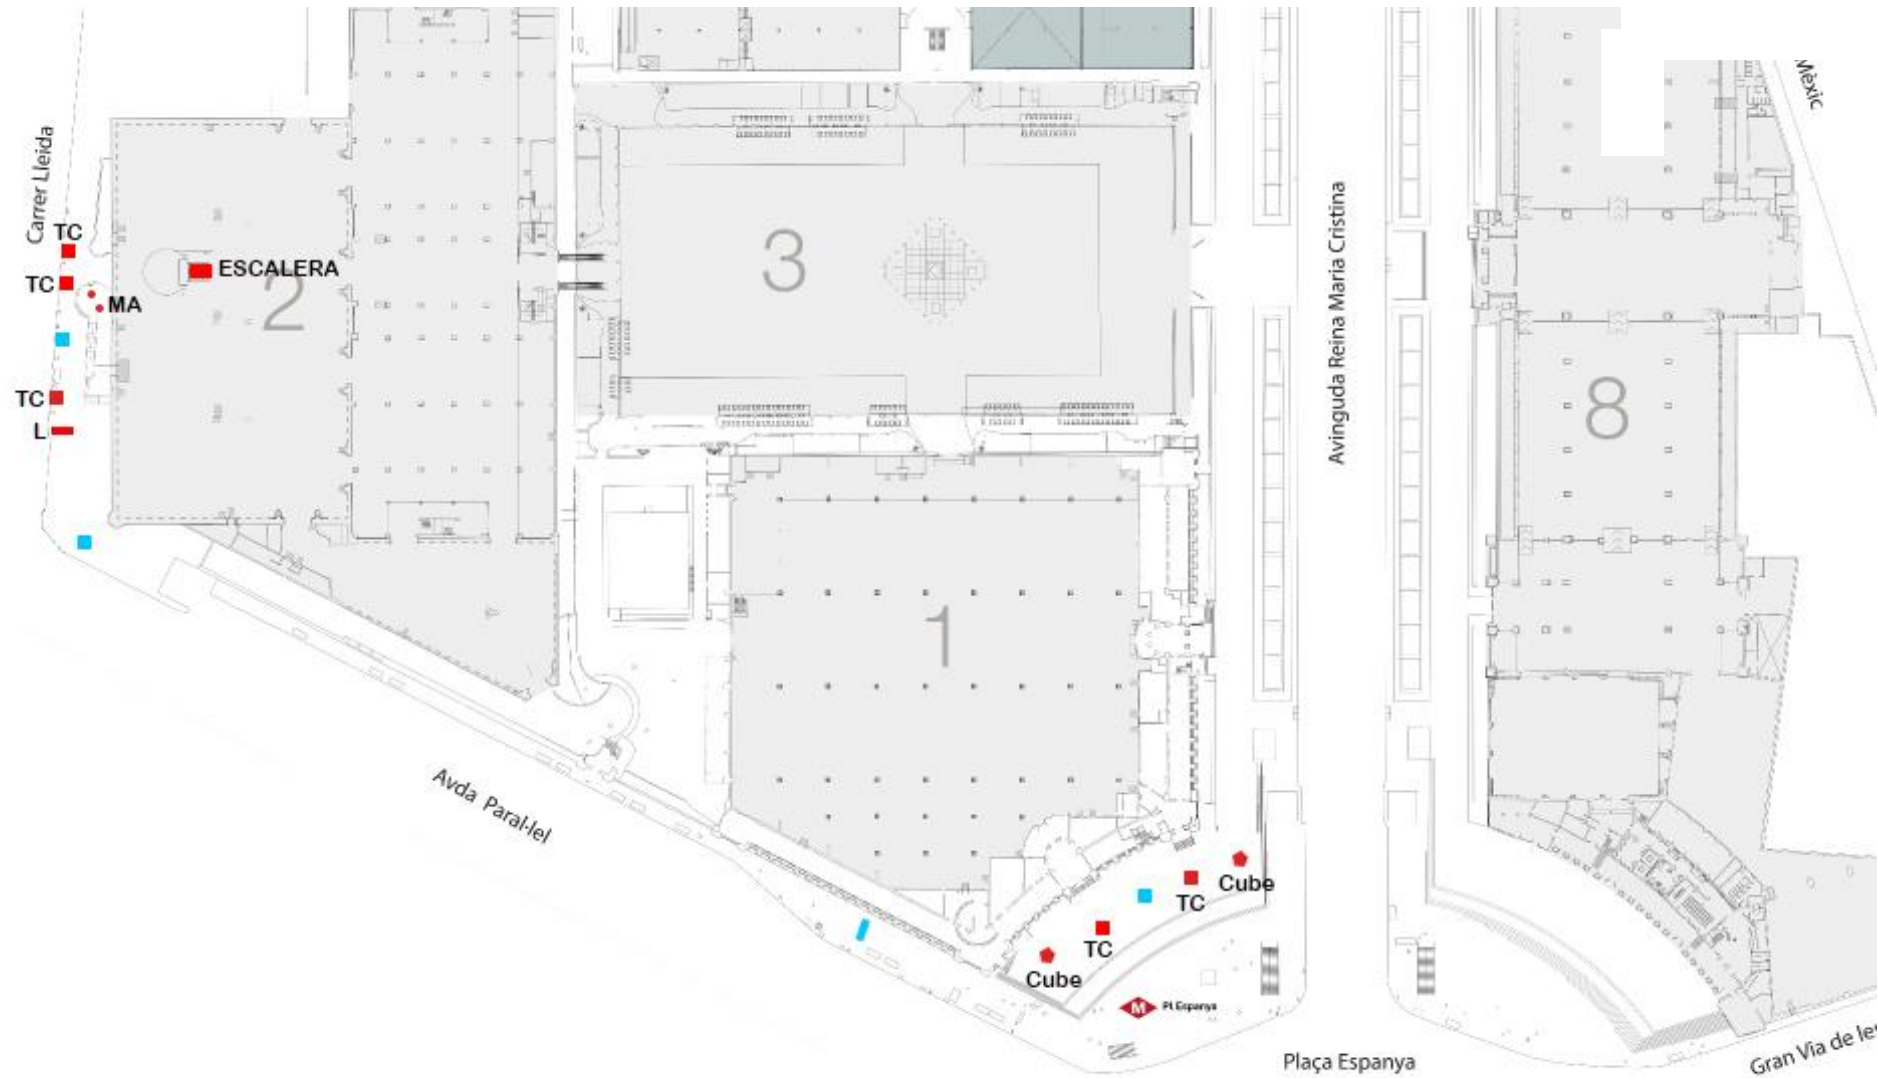 Mèxic
Carrer Lleida
TC
ESCALERA
TC
MA
2
3
Avinguda Reina Maria Cristina
TC
L
8
1
Avda Paral·lel
Cube
TC
TC
Cube
M
Pl.Espanya
Plaça Espanya
Gran Via de les